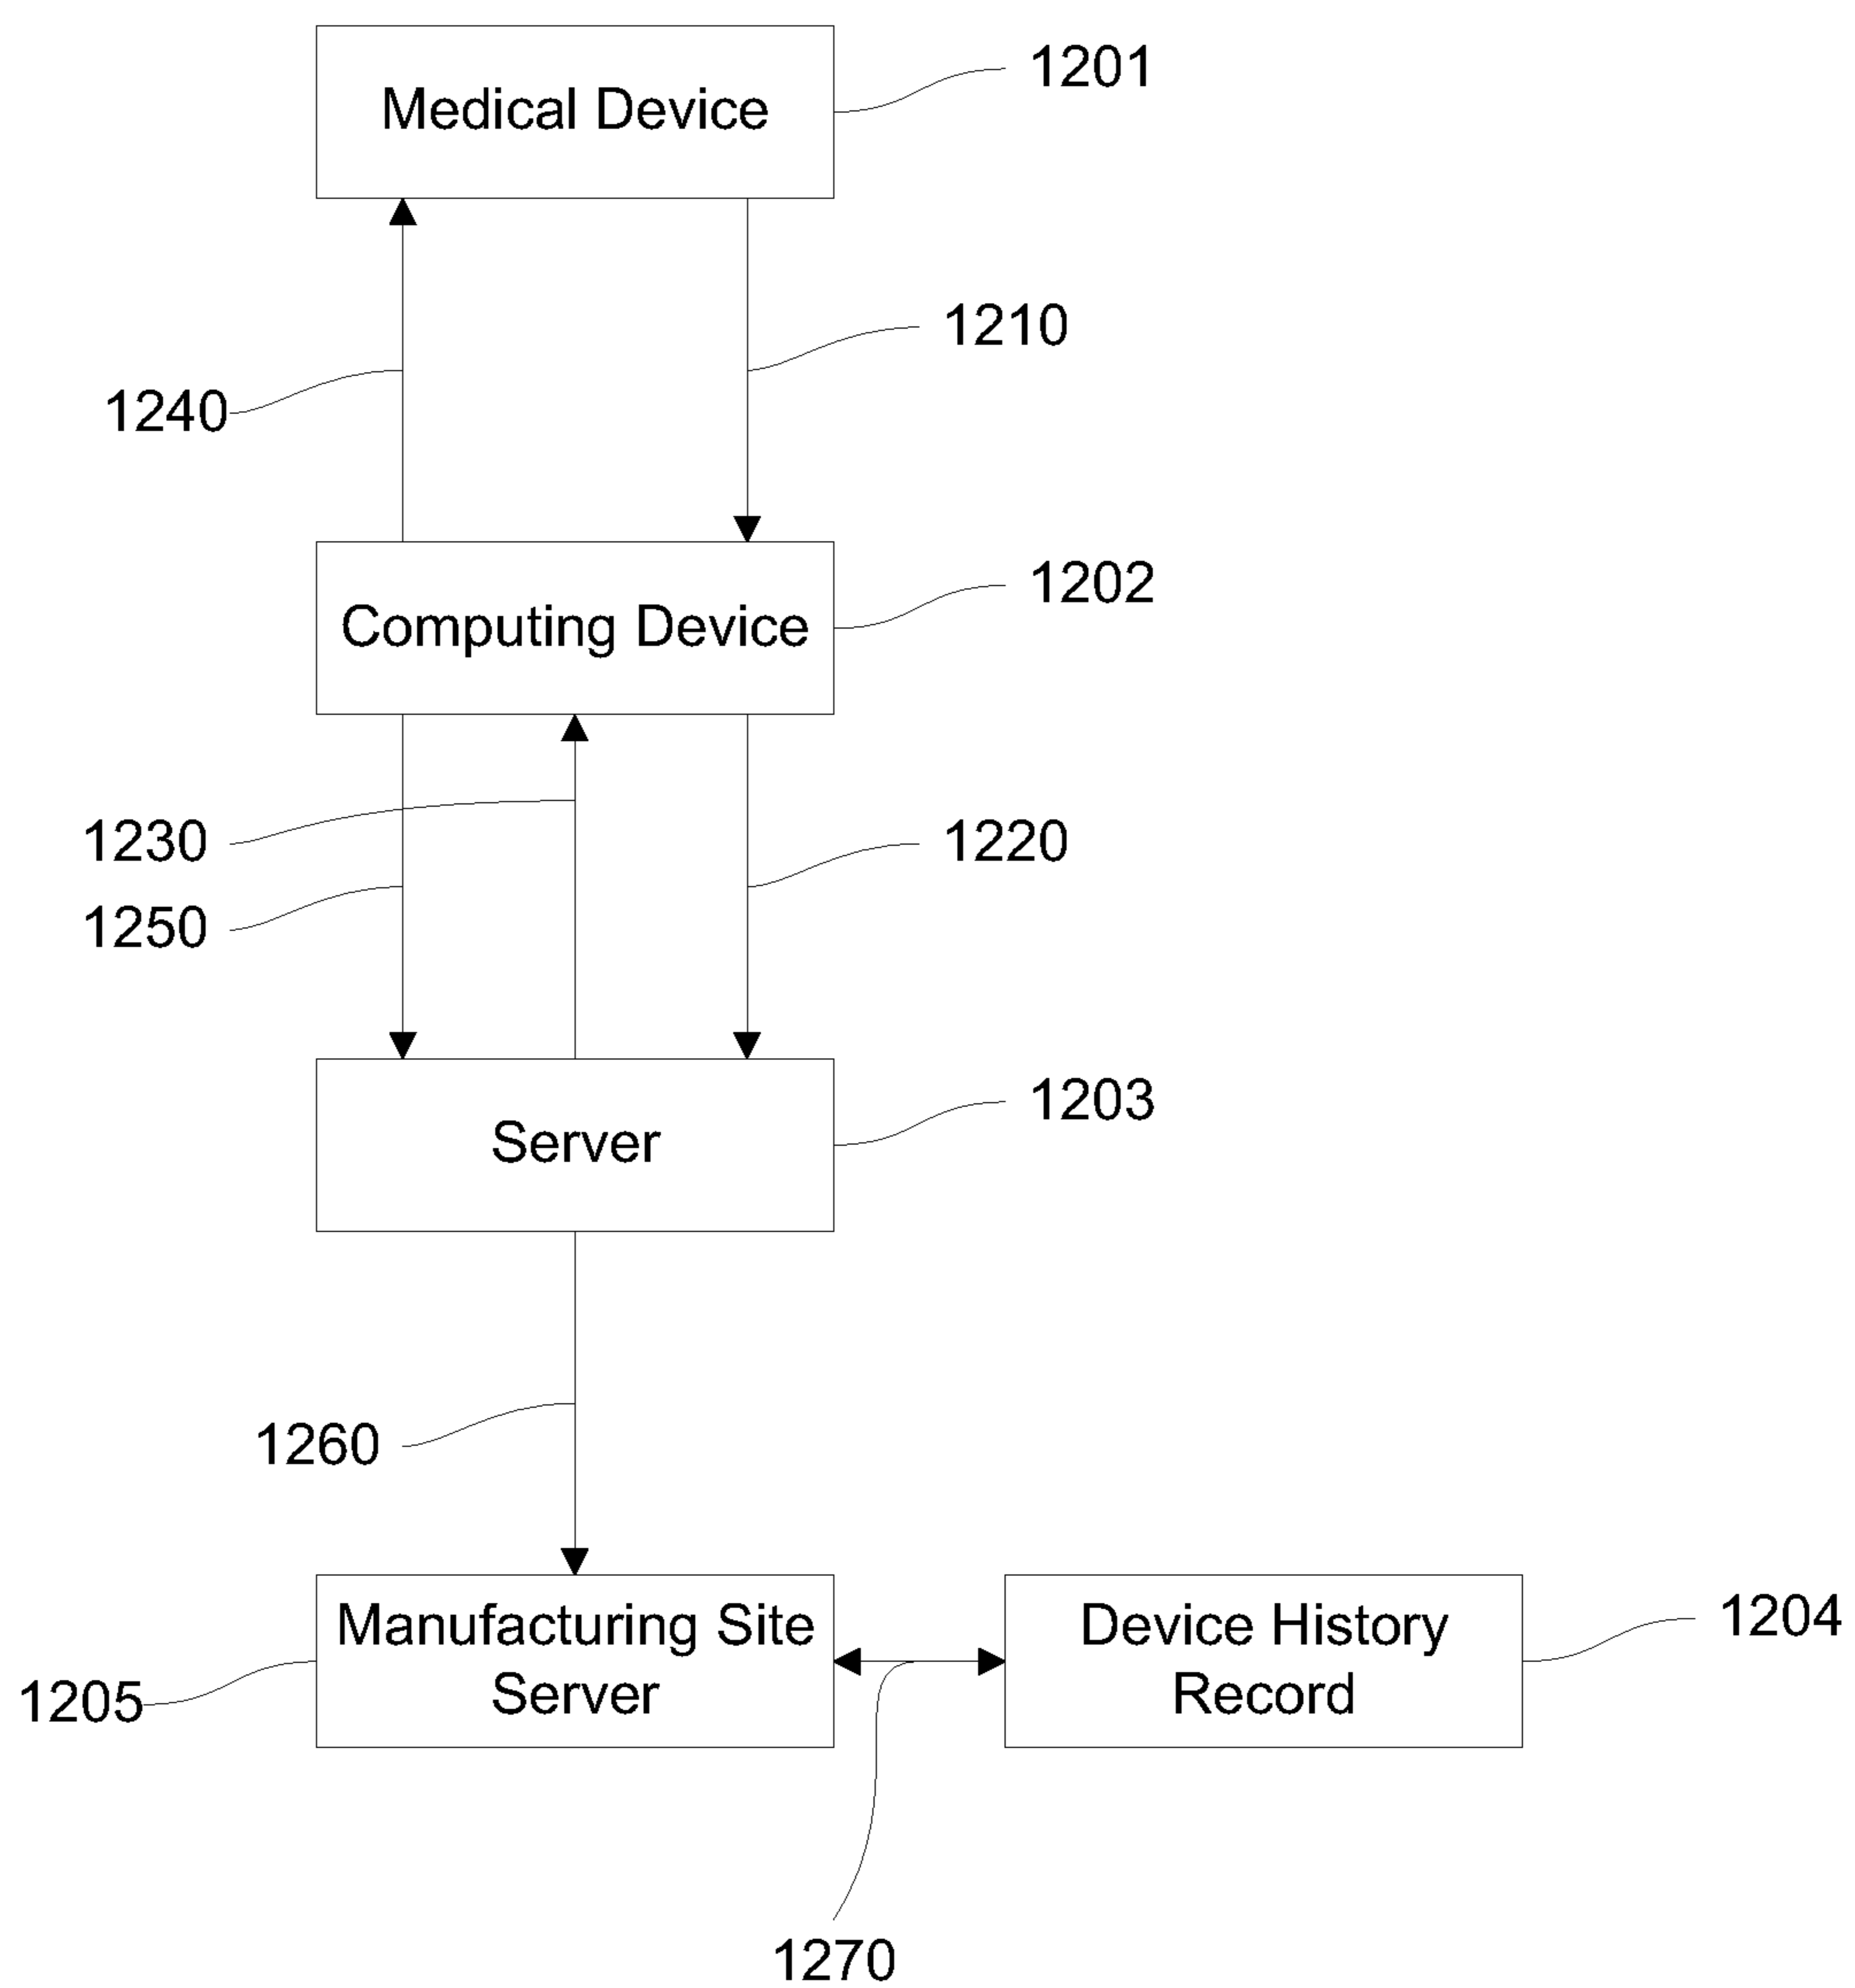 Medical Device
1201
1210
1240
Computing Device
1202
1230
1220
1250
Server
1203
1260
Manufacturing Site
Server
Device History
Record
1204
1205
1270